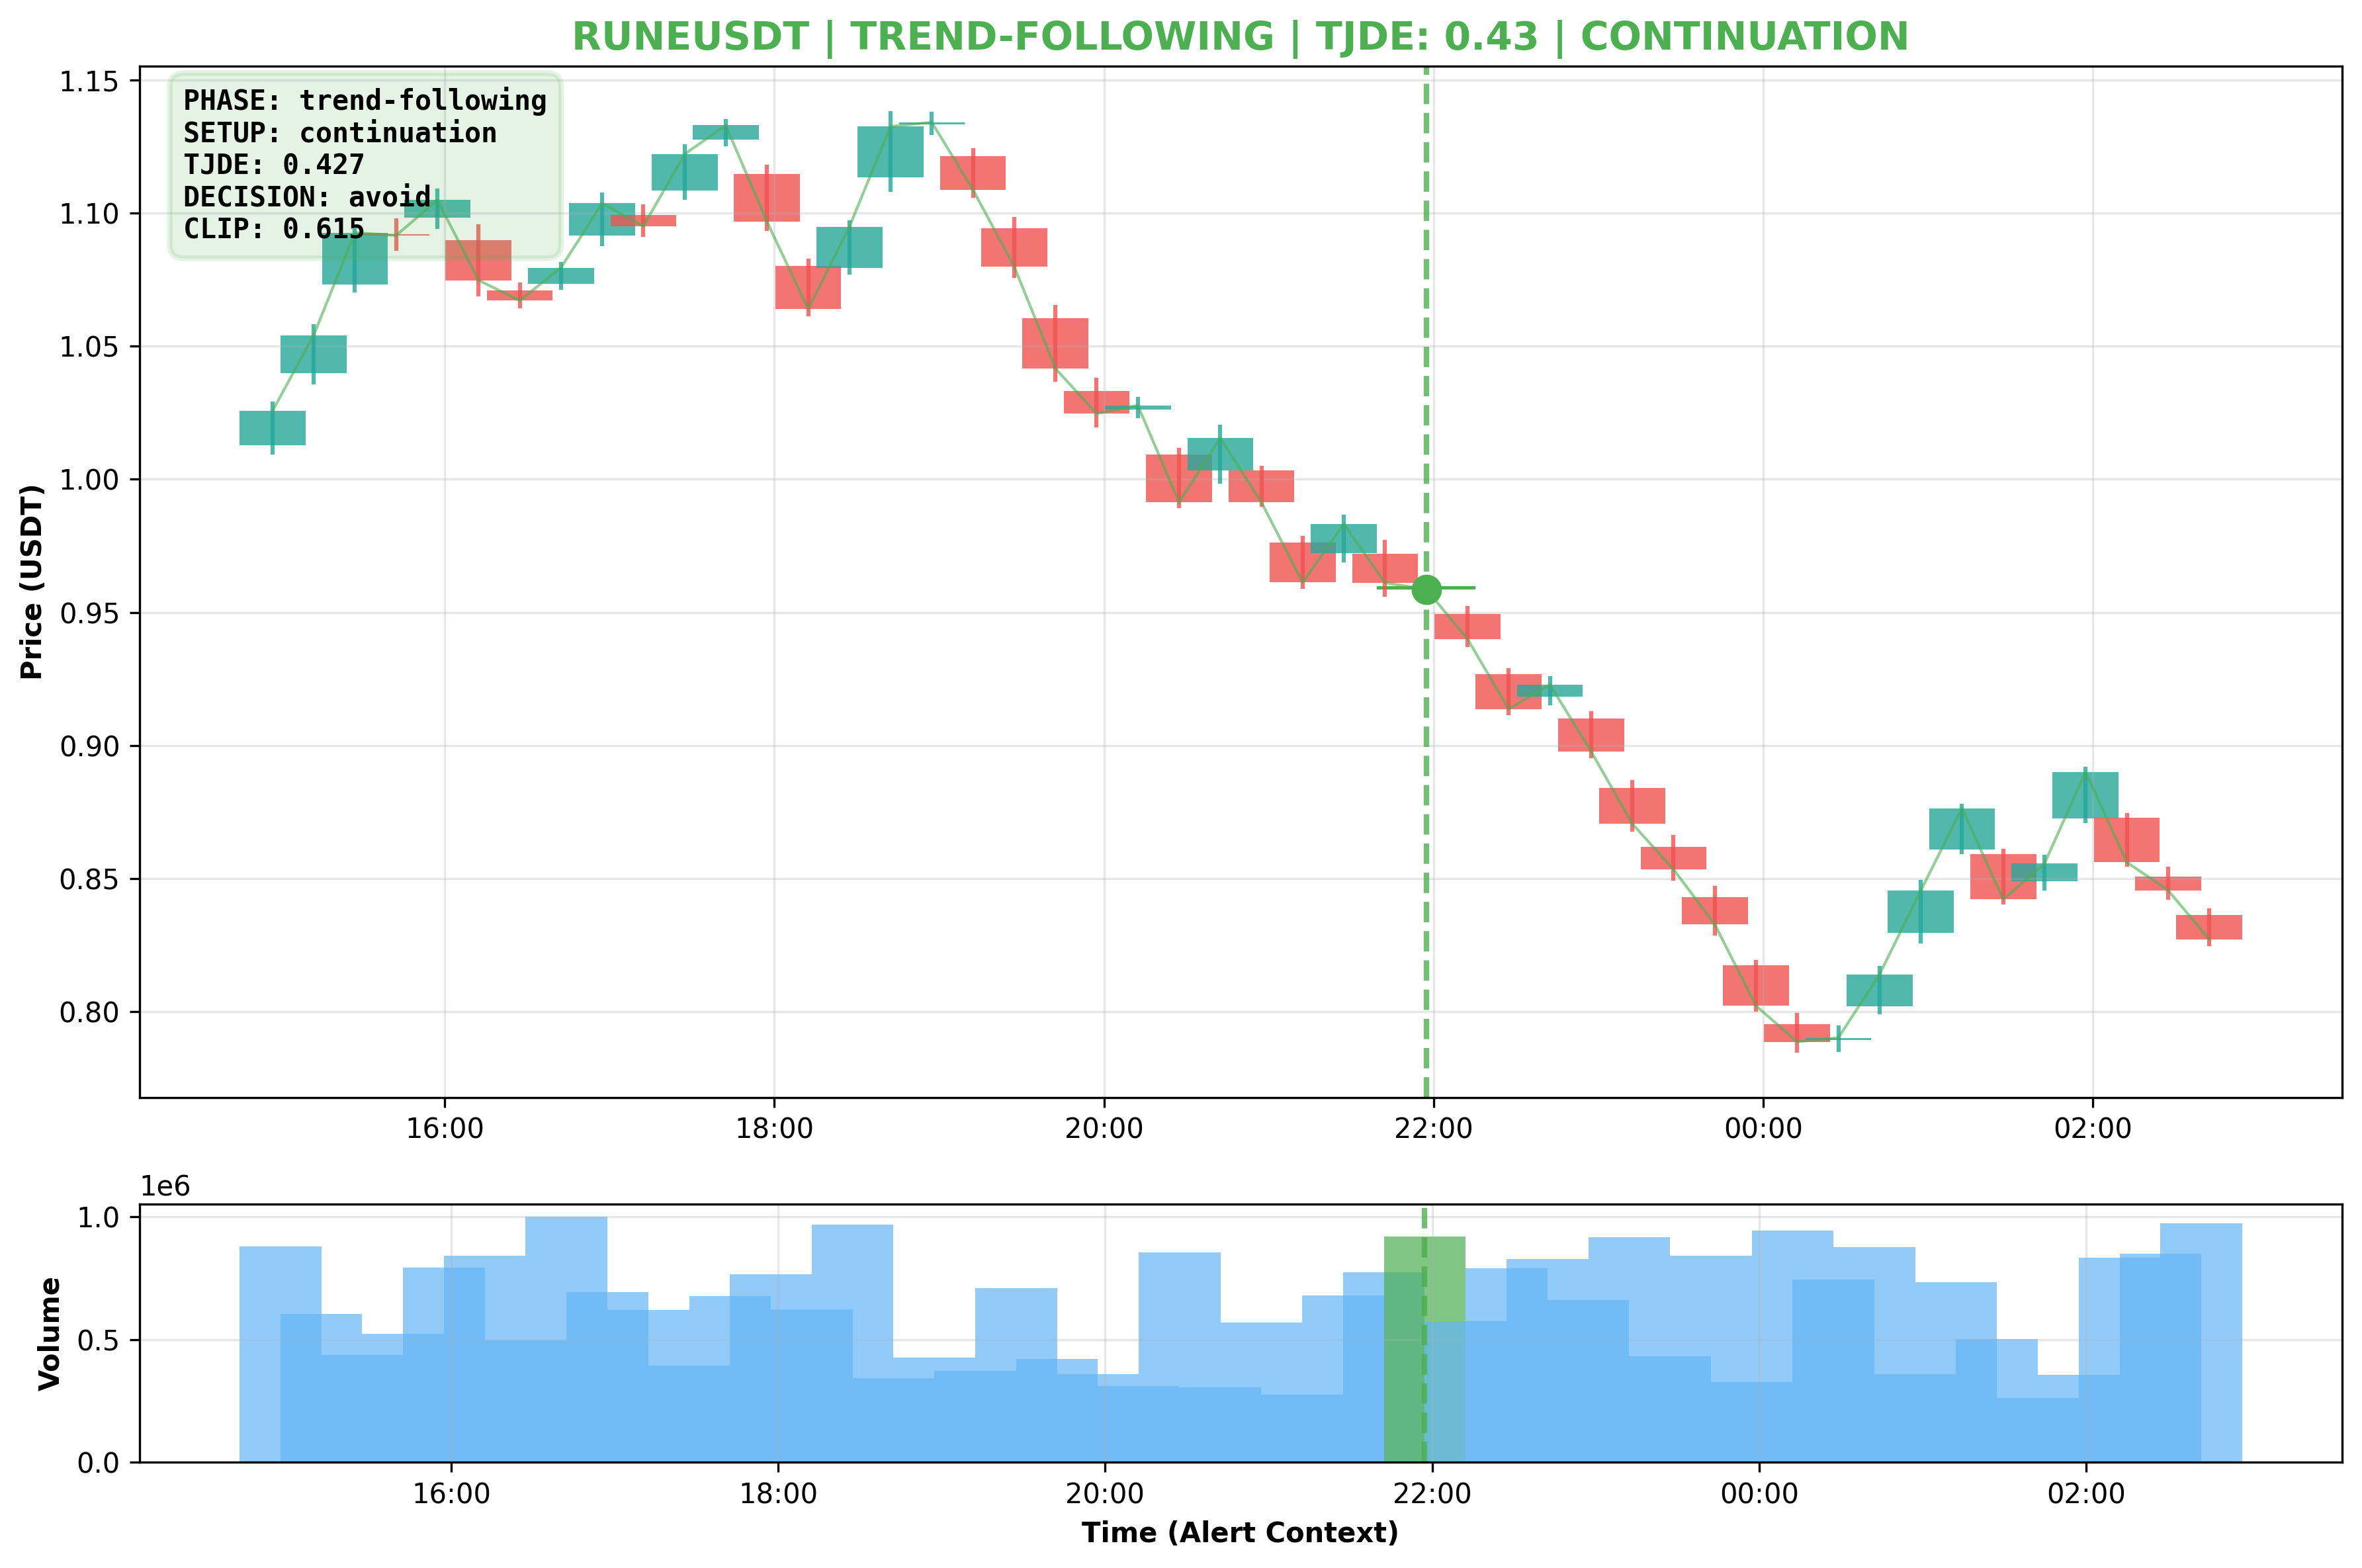 RUNEUSDT | TREND-FOLLOWING | TJDE: 0.43 | CONTINUATION
PHASE: trend-following
SETUP: continuation
TJDE: 0.427
DECISION: avoid
CLIP: 0.615
Price (USDT)
1.15
1.10
1.05
1.00
0.95
0.90
0.85
0.80
16:00 18:00 20:00 22:00 00:00 02:00
1e6
Volume
1.0
0.5
0.0
16:00 18:00 20:00 22:00 00:00 02:00
Time (Alert Context)